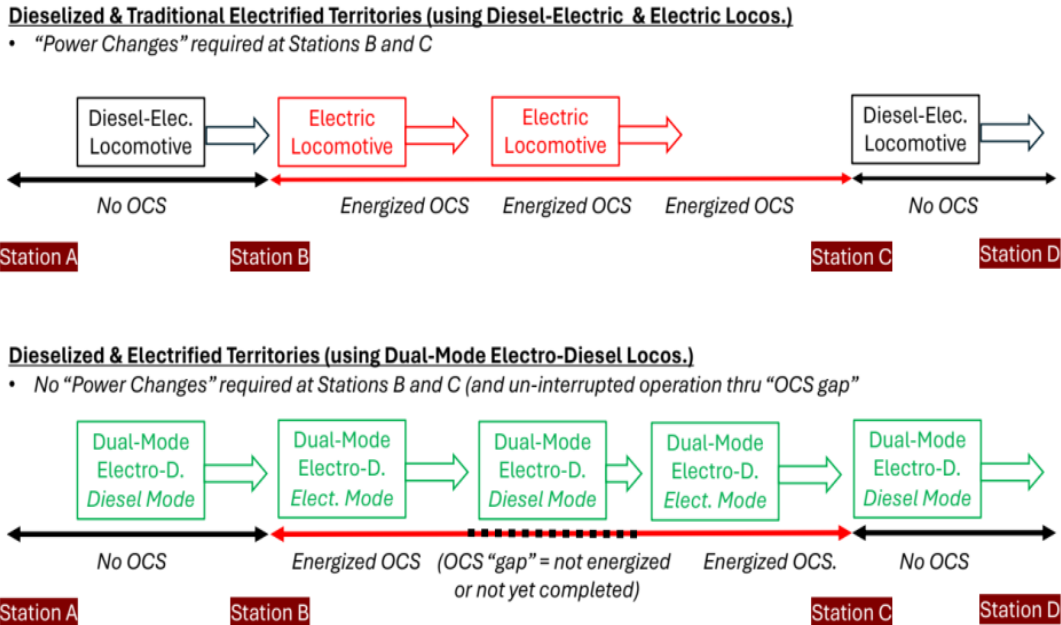 Dieselized & Traditional Electrified Territories (using Diesel-Electric & Electric Locos.)
• “Power Changes” required at Stations B and C
Diesel-Elec.
Locomotive
Electric
Locomotive
Electric
Locomotive
Diesel-Elec.
Locomotive
No OCS
Energized OCS
Energized OCS
Energized OCS
No OCS
Station A
Station B
Station C
Station D
Dieselized & Electrified Territories (using Dual-Mode Electro-Diesel Locos.)
• No “Power Changes” required at Stations B and C (and un-interrupted operation thru “OCS gap”
Dual-Mode
Electro-D.
Diesel Mode
Dual-Mode
Electro-D.
Elect. Mode
Dual-Mode
Electro-D.
Diesel Mode
Dual-Mode
Electro-D.
Elect. Mode
Dual-Mode
Electro-D.
Diesel Mode
No OCS
Energized OCS
(OCS “gap” = not energized
or not yet completed)
Energized OCS.
No OCS
Station A
Station B
Station C
Station D